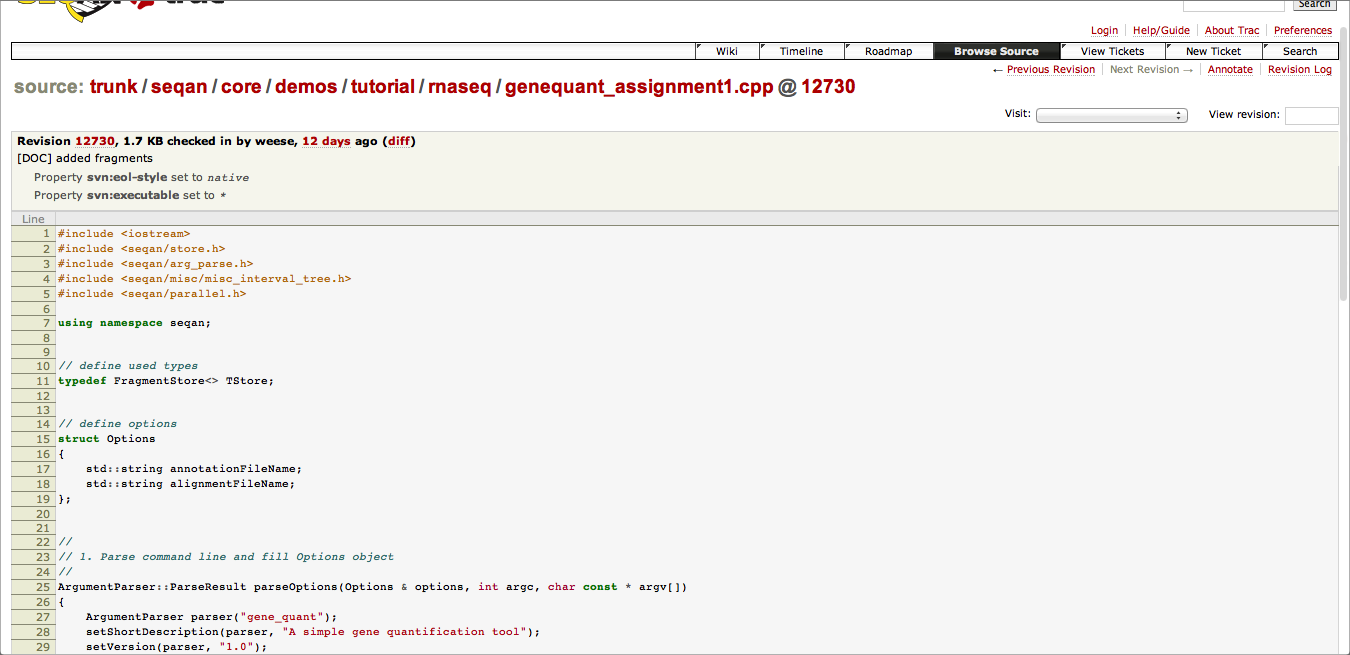 Search
Login Help/Guide About Trac Preferences
Wiki Timeline Roadmap Browse Source View Tickets New Ticket Search
← Previous Revision Next Revision → Annotate Revision Log
source: trunk / seqan / core / demos / tutorial / rnaseq / genequant_assignment1.cpp @ 12730
Visit: View revision:
Revision 12730, 1.7 KB checked in by weese, 12 days ago (diff)
[DOC] added fragments
Property svn:eol-style set to native
Property svn:executable set to *
Line
1 #include <iostream>
2 #include <seqan/store.h>
3 #include <seqan/arg_parse.h>
4 #include <seqan/misc/misc_interval_tree.h>
5 #include <seqan/parallel.h>
6
7 using namespace seqan;
8
9
10 // define used types
11 typedef FragmentStore<> TStore;
12
13
14 // define options
15 struct Options
16 {
17     std::string annotationFileName;
18     std::string alignmentFileName;
19 };
20
21
22 //
23 // 1. Parse command line and fill Options object
24 //
25 ArgumentParser::ParseResult parseOptions(Options & options, int argc, char const * argv[])
26 {
27     ArgumentParser parser("gene_quant");
28     setShortDescription(parser, "A simple gene quantification tool");
29     setVersion(parser, "1.0");